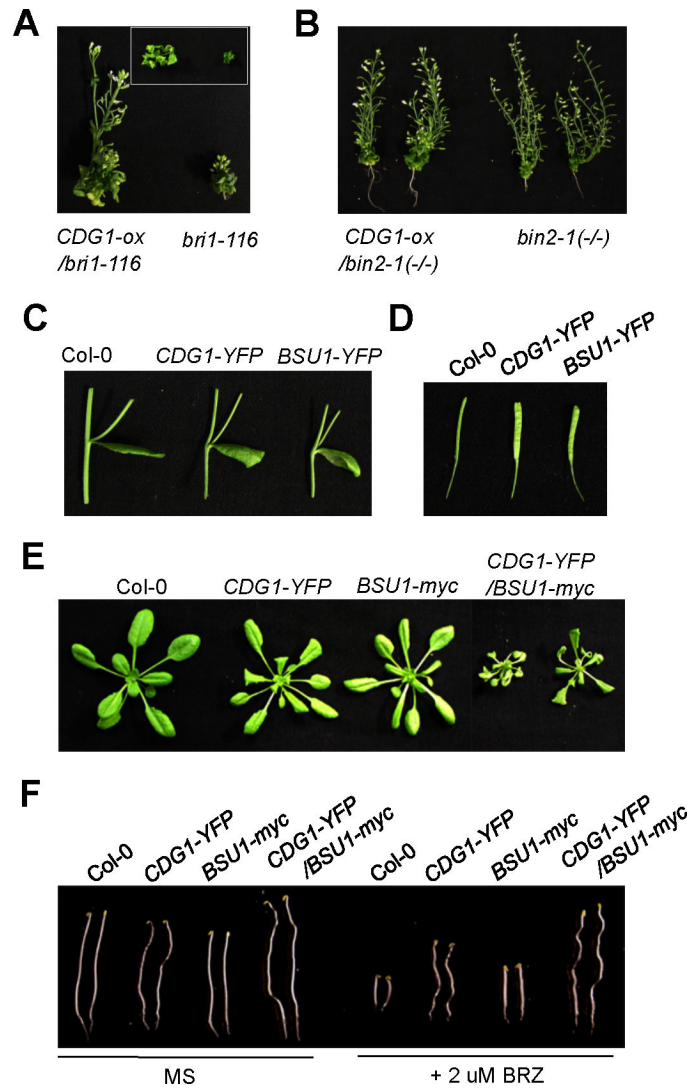 A
B
CDG1-ox
/bri1-116
bri1-116
CDG1-ox
/bin2-1(-/-)
bin2-1(-/-)
C
D
Col-0
CDG1-YFP
BSU1-YFP
Col-0
CDG1-YFP
BSU1-YFP
E
Col-0
CDG1-YFP
BSU1-myc
CDG1-YFP
/BSU1-myc
F
Col-0
CDG1-YFP
BSU1-myc
CDG1-YFP
/BSU1-myc
Col-0
CDG1-YFP
BSU1-myc
CDG1-YFP
/BSU1-myc
MS
+ 2 uM BRZ